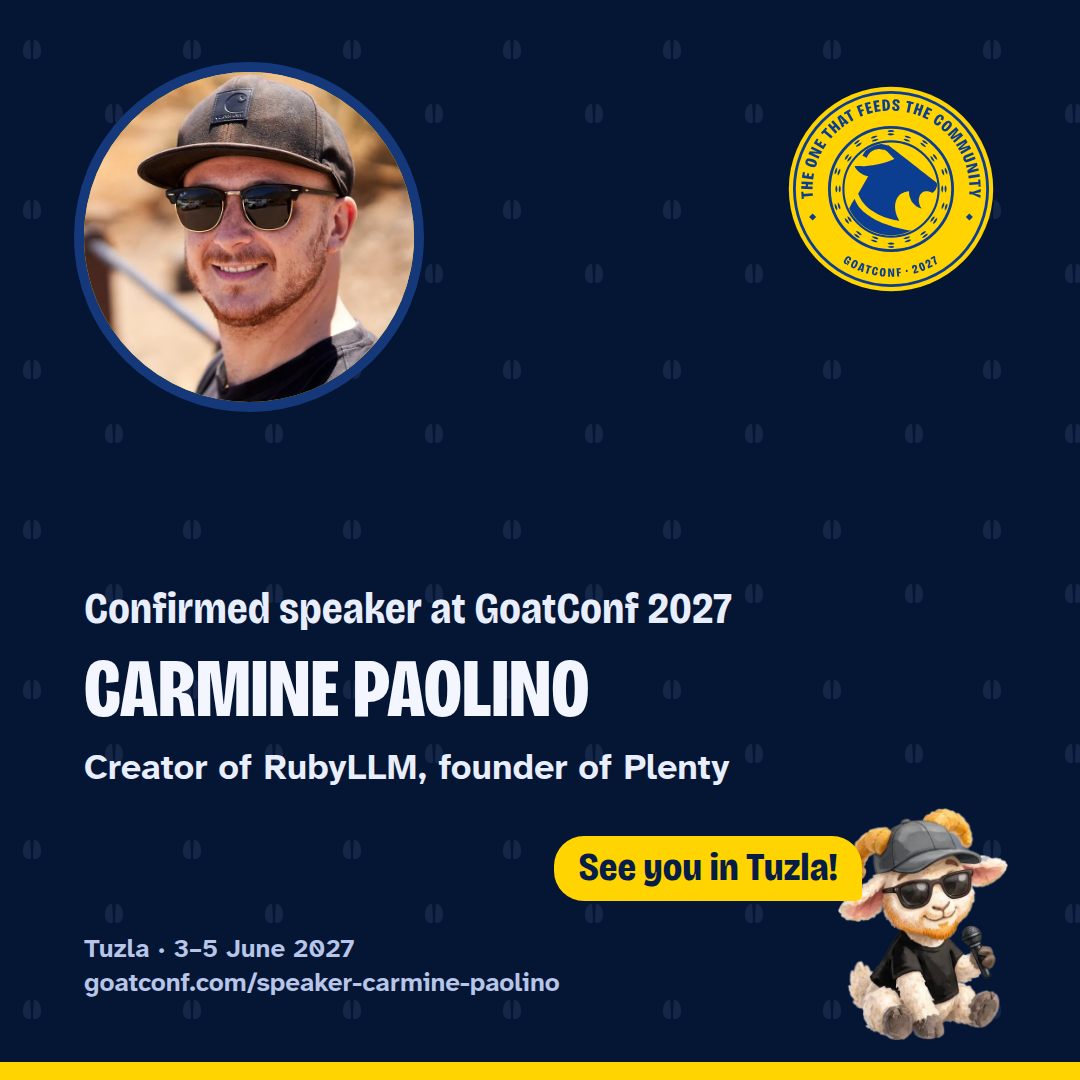 THE ONE THAT FEEDS THE COMMUNITY
GOATCONF · 2027
Confirmed speaker at GoatConf 2027
CARMINE PAOLINO
Creator of RubyLLM, founder of Plenty
See you in Tuzla!
Tuzla · 3–5 June 2027
goatconf.com/speaker-carmine-paolino